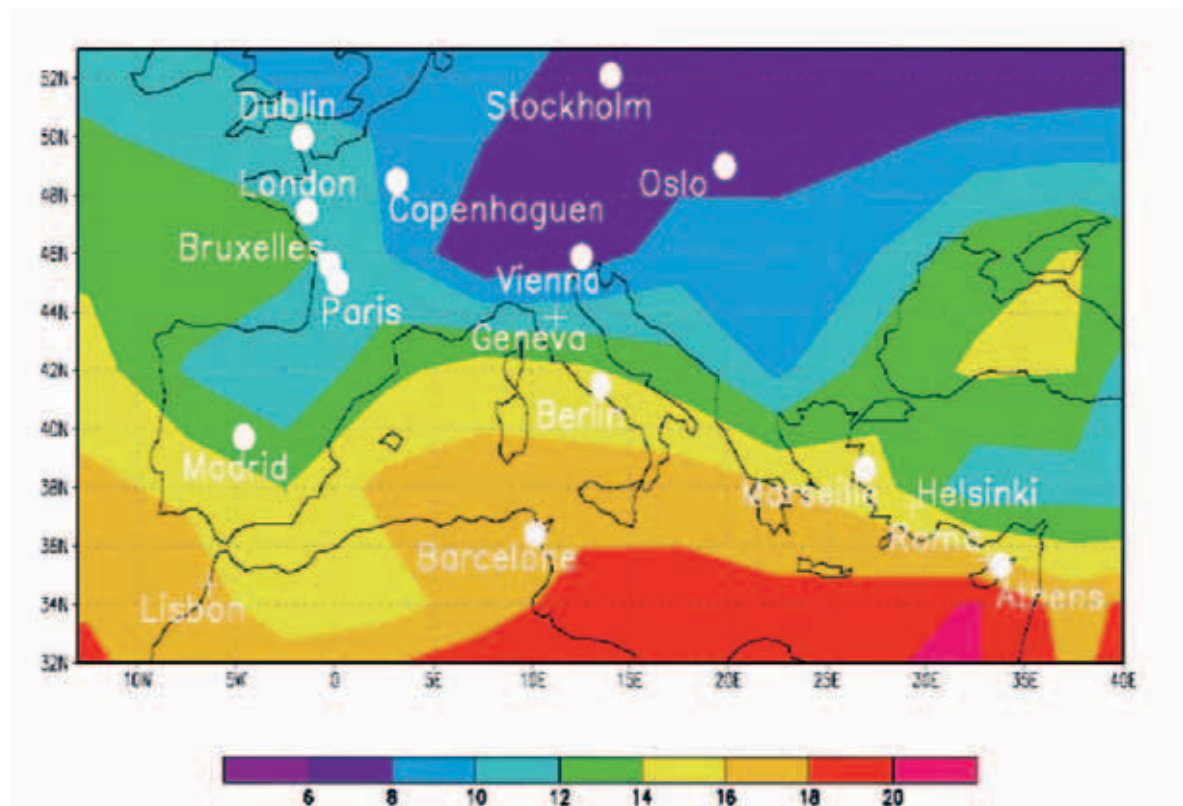 52N
Dublin
Stockholm
50N
London
Oslo
48N
Copenhaguen
Bruxelles
46N
Vienna
Paris
44N
Geneva
42N
Berlin
40N
Madrid
Marseille
Helsinki
38N
Roma
Barcelone
36N
Athens
Lisbon
34N
32N
10W 5W 0 5E 10E 15E 20E 25E 30E 35E 40E
6 8 10 12 14 16 18 20